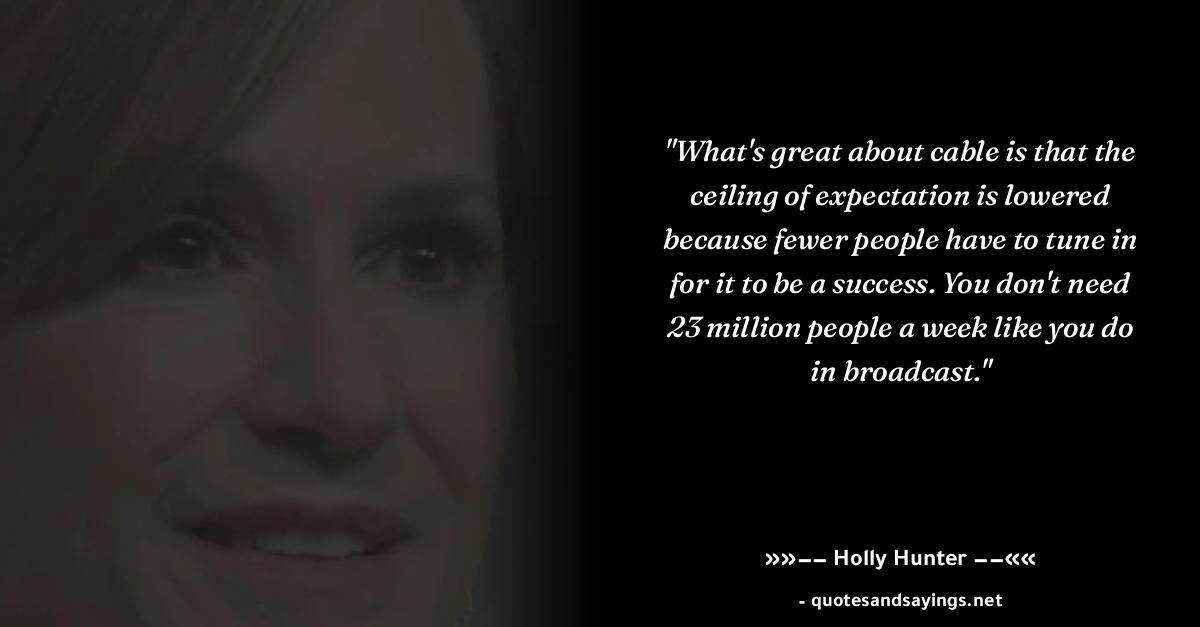 "What's great about cable is that the
ceiling of expectation is lowered
because fewer people have to tune in
for it to be a success. You don't need
23 million people a week like you do
in broadcast."
»»−− Holly Hunter −−««
- quotesandsayings.net